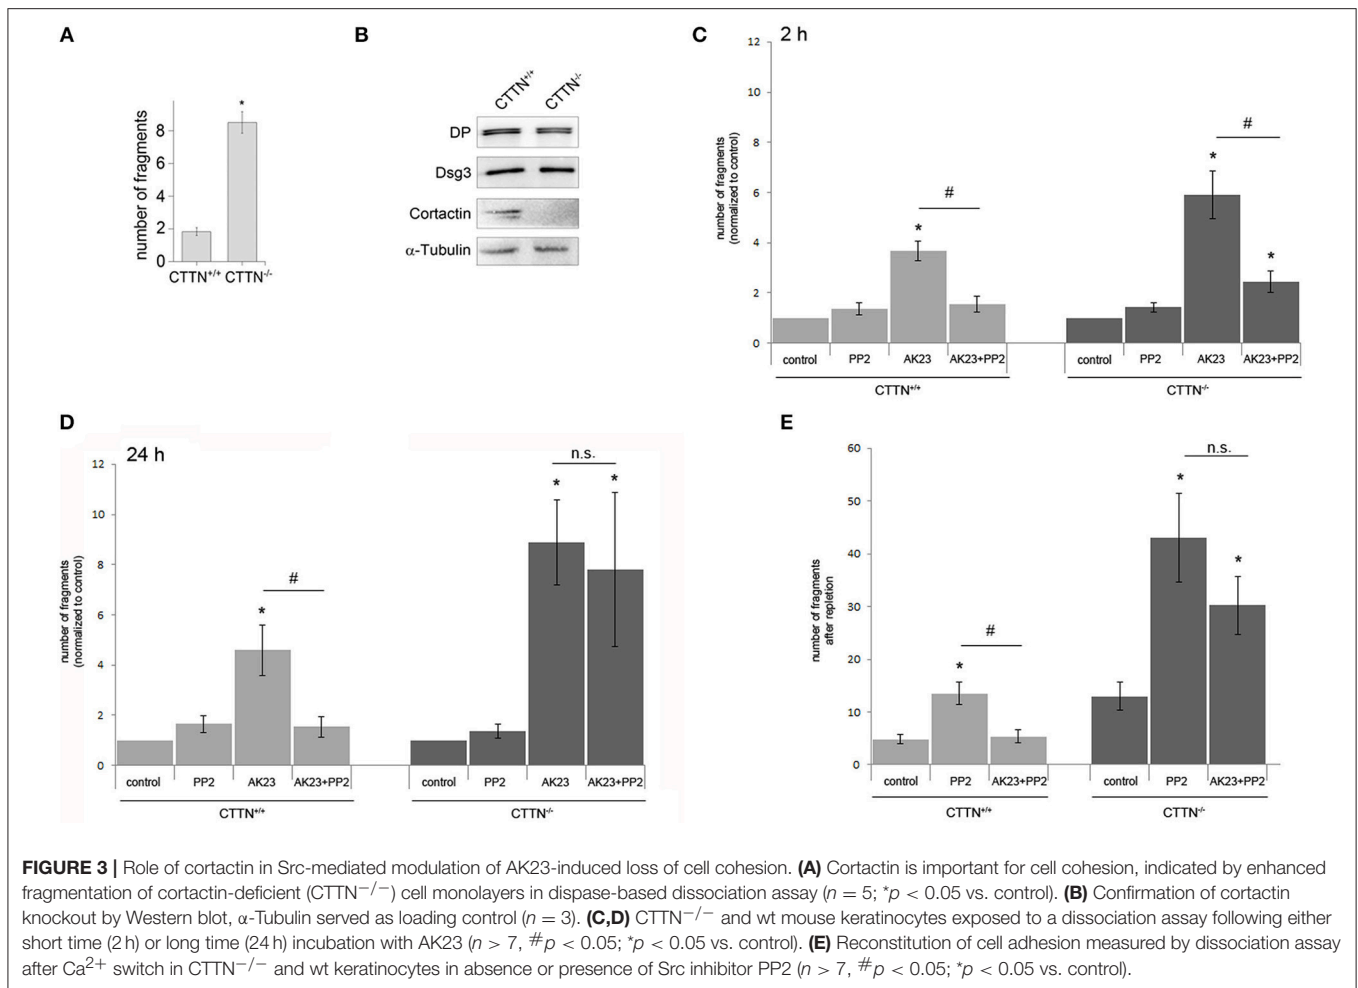 A
number of fragments
8
6
4
2
0
*
CTTN+/+ CTTN-/-
B
CTTN+/+ CTTN-/-
DP
Dsg3
Cortactin
α-Tubulin
C
2 h
number of fragments
(normalized to control)
12
10
8
6
4
2
0
* # * # *
control PP2 AK23 AK23+PP2 control PP2 AK23 AK23+PP2
CTTN+/+ CTTN-/-
D
24 h
number of fragments
(normalized to control)
12
10
8
6
4
2
0
* # * n.s. *
control PP2 AK23 AK23+PP2 control PP2 AK23 AK23+PP2
CTTN+/+ CTTN-/-
E
number of fragments
after repletion
60
50
40
30
20
10
0
* # * n.s. *
control PP2 AK23+PP2 control PP2 AK23+PP2
CTTN+/+ CTTN-/-
FIGURE 3 | Role of cortactin in Src-mediated modulation of AK23-induced loss of cell cohesion. (A) Cortactin is important for cell cohesion, indicated by enhanced
fragmentation of cortactin-deficient (CTTN−/−) cell monolayers in dispase-based dissociation assay (n = 5; *p < 0.05 vs. control). (B) Confirmation of cortactin
knockout by Western blot, α-Tubulin served as loading control (n = 3). (C,D) CTTN−/− and wt mouse keratinocytes exposed to a dissociation assay following either
short time (2 h) or long time (24 h) incubation with AK23 (n > 7, #p < 0.05; *p < 0.05 vs. control). (E) Reconstitution of cell adhesion measured by dissociation assay
after Ca2+ switch in CTTN−/− and wt keratinocytes in absence or presence of Src inhibitor PP2 (n > 7, #p < 0.05; *p < 0.05 vs. control).